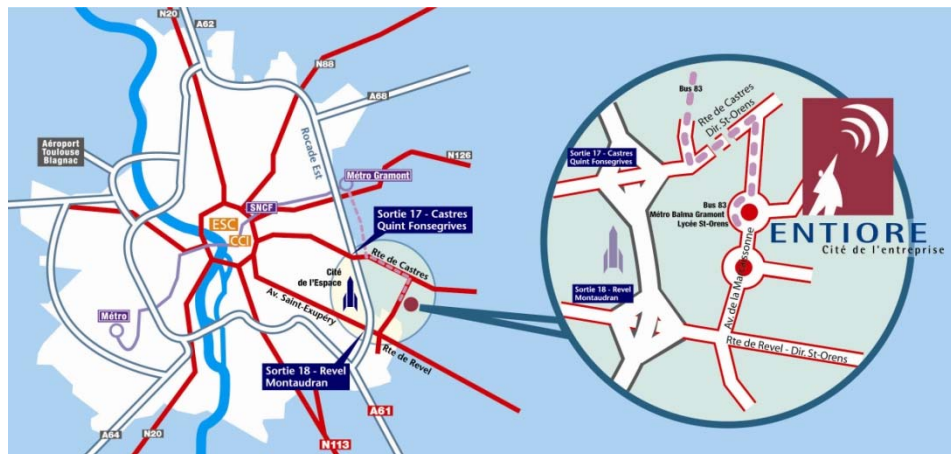 N20
A62
N88
A68
Rocade Est
Aéroport
Toulouse
Blagnac
N126
Métro Gramont
SNCF
ESC
CCI
Sortie 17 - Castres
Quint Fonsegrives
Rte de Castres
Cité
de l'Espace
Av. Saint-Exupéry
Métro
Sortie 18 - Revel
Montaudran
Rte de Revel
A61
A64
N20
N113
Bus 83
Rte de Castres
Dir. St-Orens
Sortie 17 - Castres
Quint Fonsegrives
Bus 83
Métro Balma Gramont
Lycée St-Orens
ENTIORE
Cité de l'entreprise
Sortie 18 - Revel
Montaudran
Av. de la Marcaissonne
Rte de Revel - Dir. St-Orens